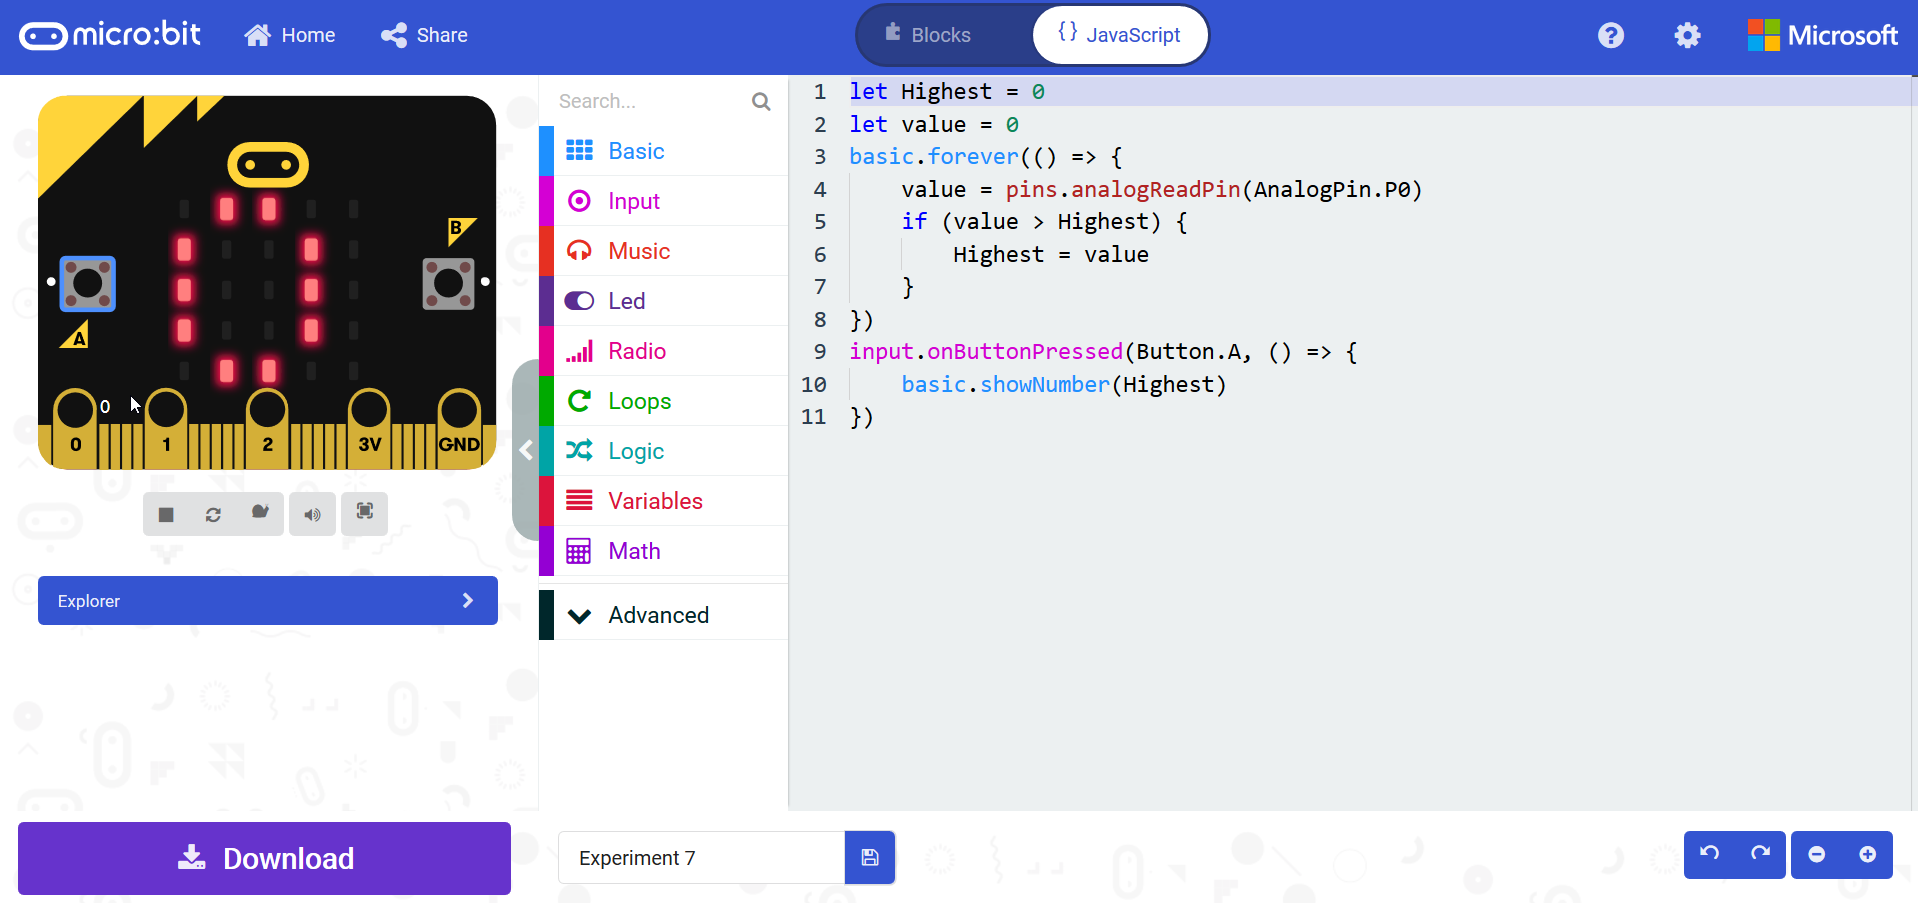 micro:bit
Home
Share
Blocks
{} JavaScript
?
Microsoft
B
A
0
0
1
2
3V
GND
Explorer
Download
Search...
Basic
Input
Music
Led
Radio
Loops
Logic
Variables
Math
Advanced
1 let Highest = 0
2 let value = 0
3 basic.forever(() => {
4 value = pins.analogReadPin(AnalogPin.P0)
5 if (value > Highest) {
6 Highest = value
7 }
8 })
9 input.onButtonPressed(Button.A, () => {
10 basic.showNumber(Highest)
11 })
Experiment 7